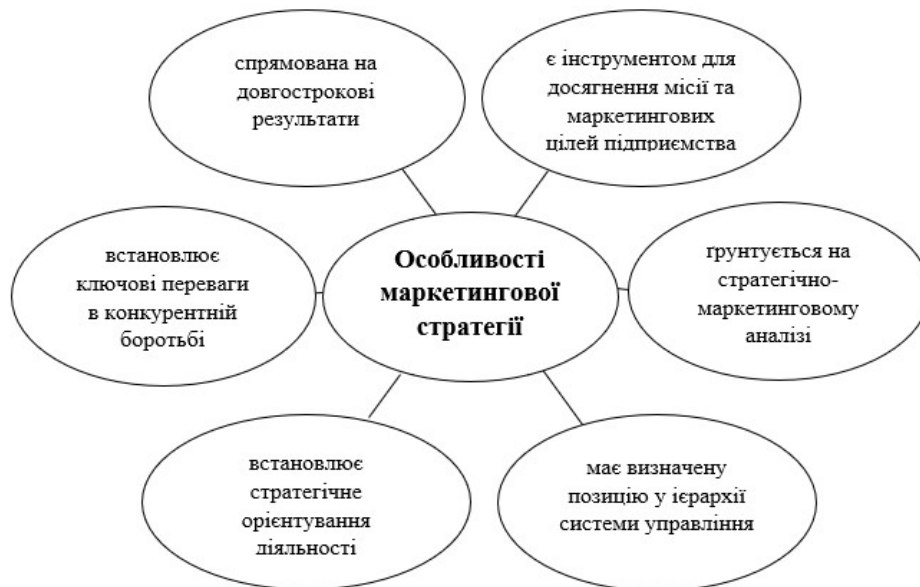 спрямована на
довгострокові
результати
є інструментом для
досягнення місії та
маркетингових
цілей підприємства
встановлює
ключові переваги
в конкурентній
боротьбі
Особливості
маркетингової
стратегії
ґрунтується на
стратегічно-
маркетинговому
аналізі
встановлює
стратегічне
орієнтування
діяльності
має визначену
позицію у ієрархії
системи управління